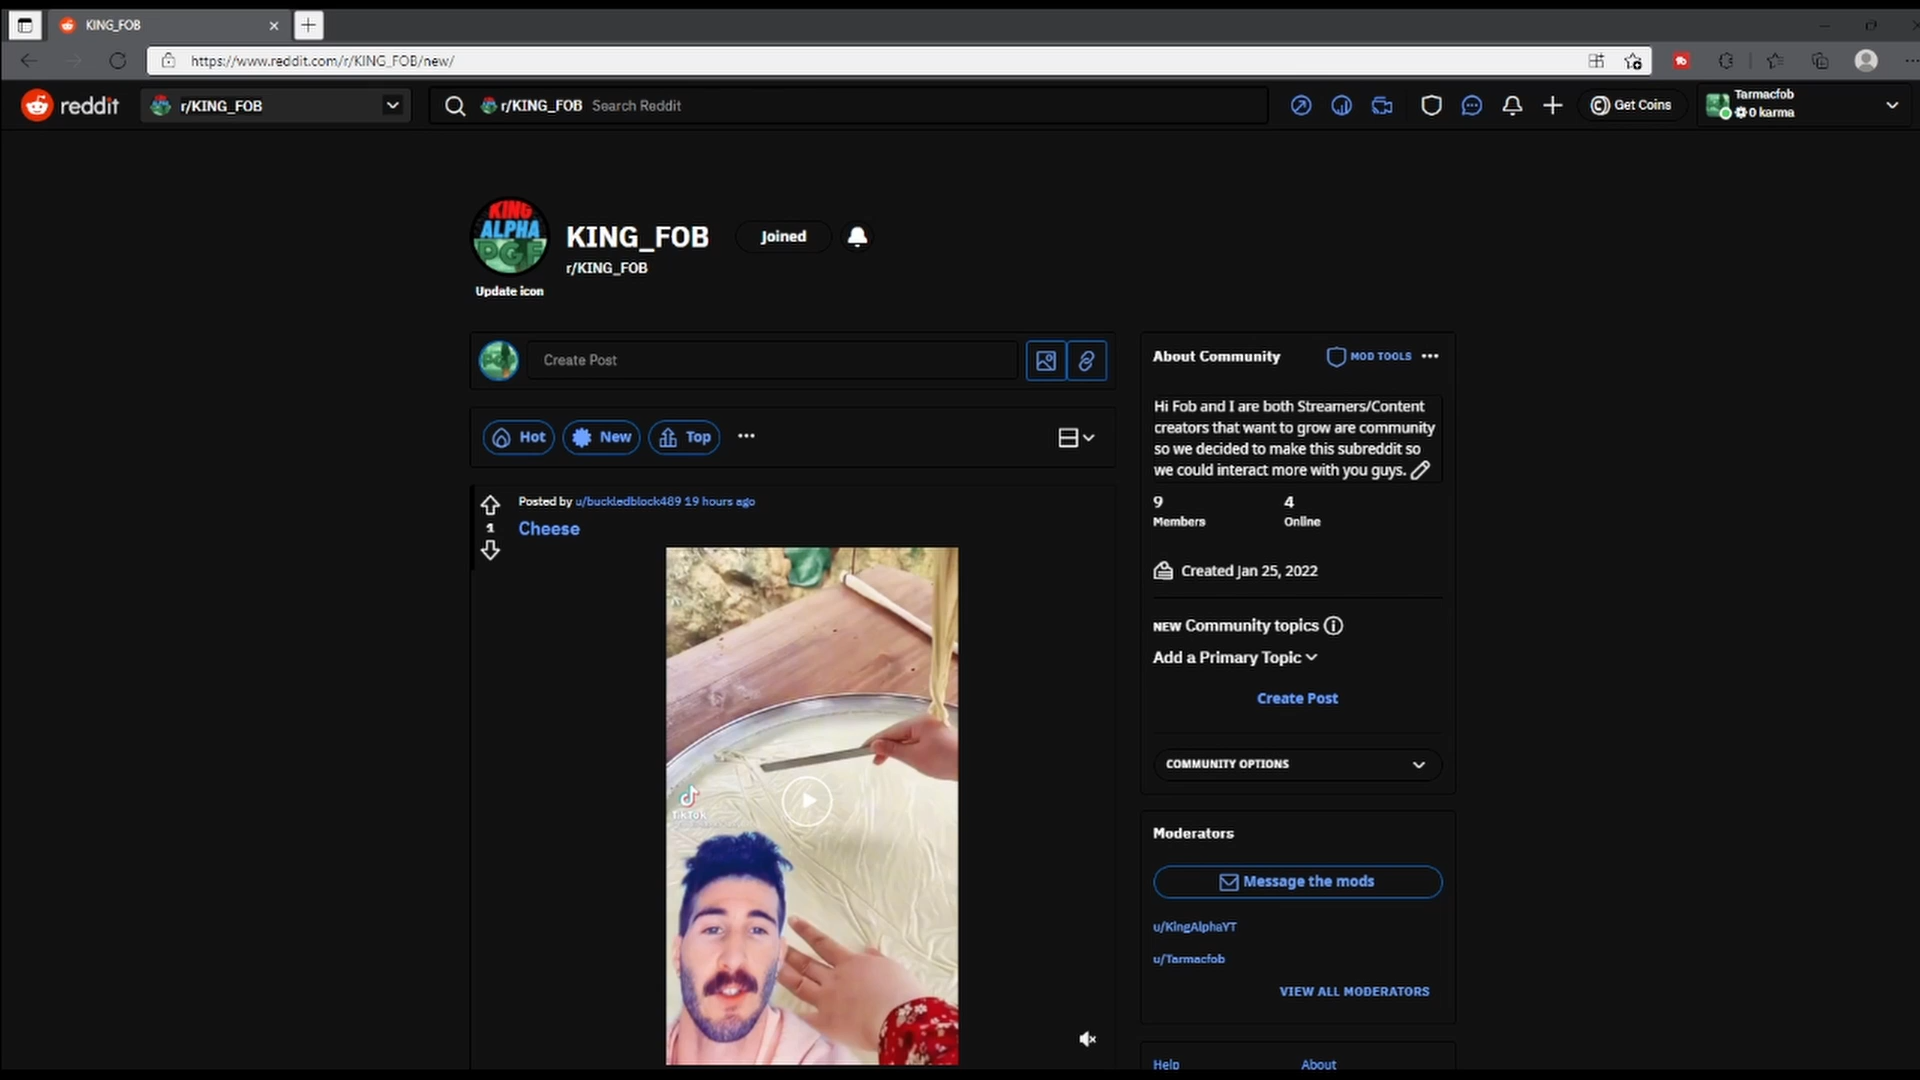 KING_FOB
https://www.reddit.com/r/KING_FOB/new/
reddit
r/KING_FOB
r/KING_FOB Search Reddit
Get Coins
Tarmacfob
0 karma
KING
ALPHA
PGF
KING_FOB
Joined
r/KING_FOB
Update icon
Create Post
Hot
New
Top
Posted by u/buckledblock489 19 hours ago
1
Cheese
TikTok
About Community
MOD TOOLS
Hi Fob and I are both Streamers/Content
creators that want to grow are community
so we decided to make this subreddit so
we could interact more with you guys.
9
Members
4
Online
Created Jan 25, 2022
NEW Community topics
Add a Primary Topic
Create Post
COMMUNITY OPTIONS
Moderators
Message the mods
u/KingAlphaYT
u/Tarmacfob
VIEW ALL MODERATORS
Help
About